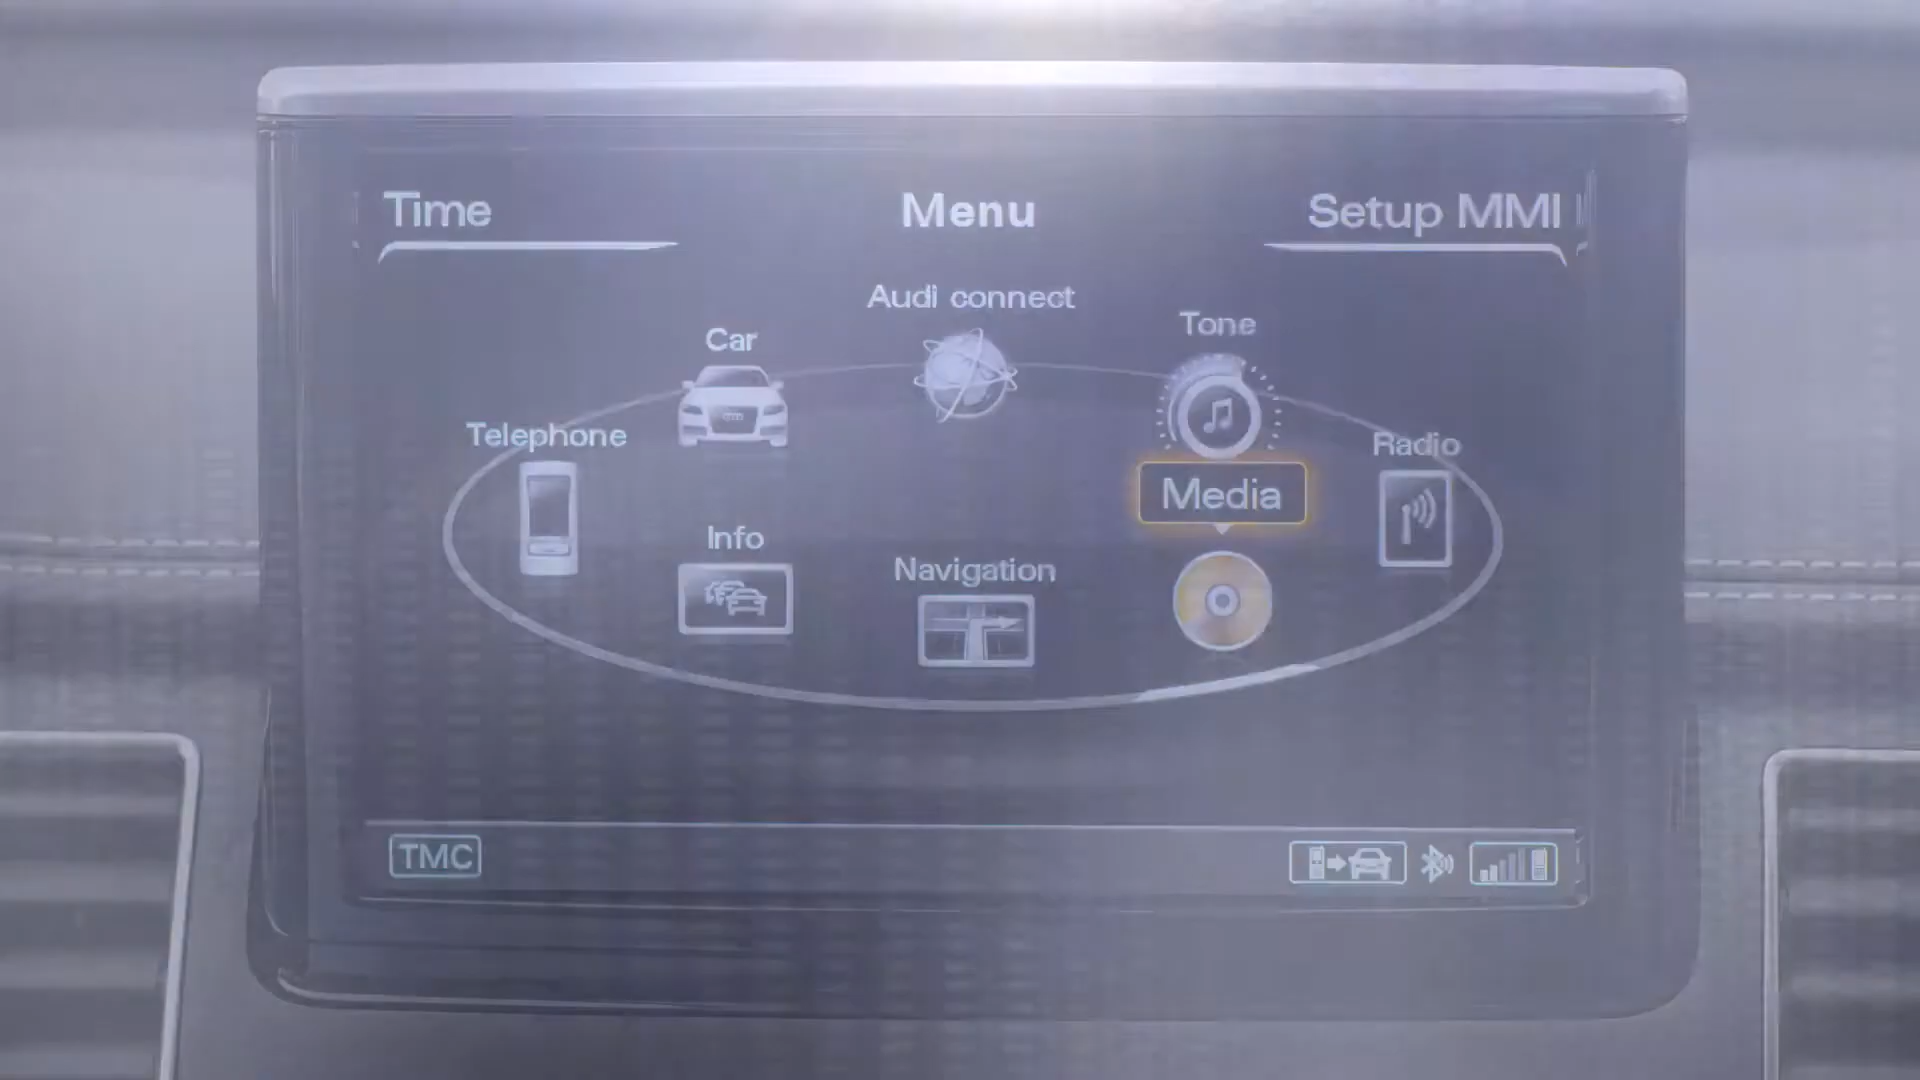 Time
Menu
Setup MMI
Audi connect
Tone
Car
Telephone
Radio
Media
Info
Navigation
TMC